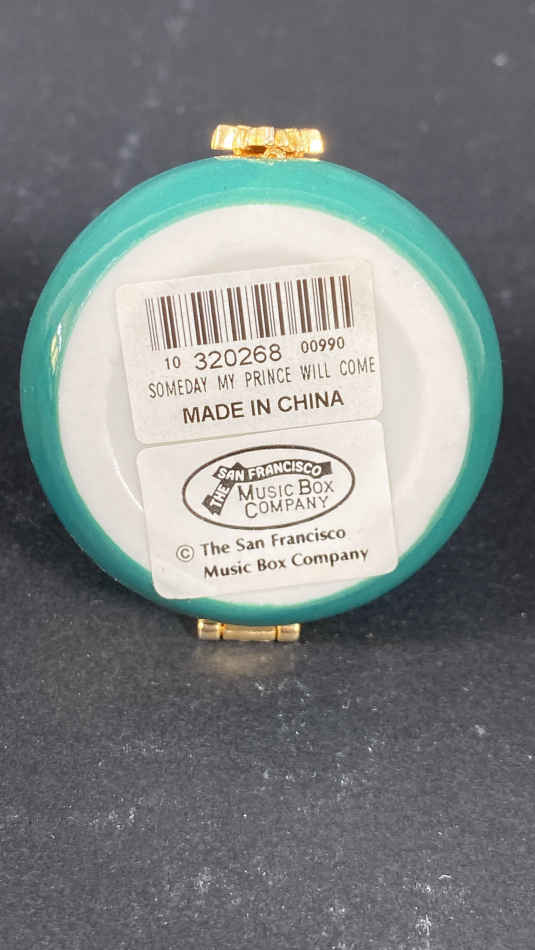 10 320268 00990
SOMEDAY MY PRINCE WILL COME
MADE IN CHINA
THE SAN FRANCISCO
MUSIC BOX
COMPANY
© The San Francisco
Music Box Company